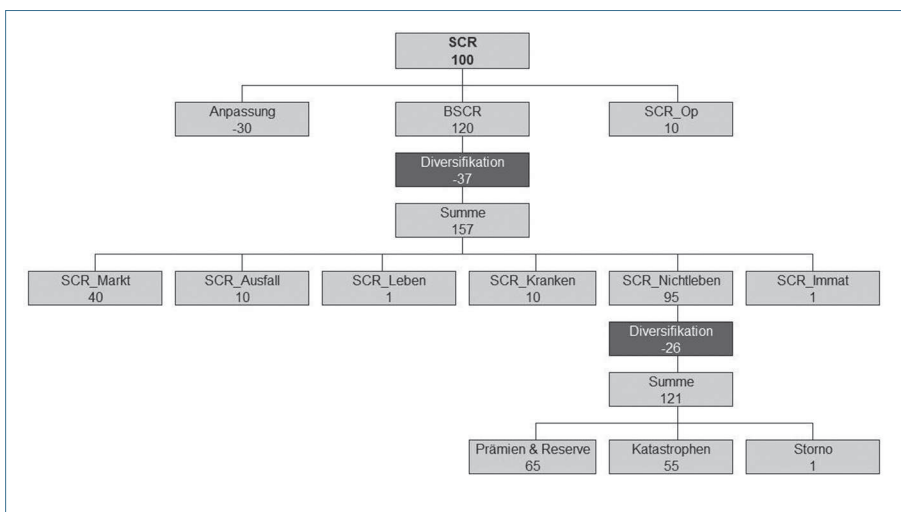 SCR
100
Anpassung
-30
BSCR
120
SCR_Op
10
Diversifikation
-37
Summe
157
SCR_Markt
40
SCR_Ausfall
10
SCR_Leben
1
SCR_Kranken
10
SCR_Nichtleben
95
SCR_Immat
1
Diversifikation
-26
Summe
121
Prämien & Reserve
65
Katastrophen
55
Storno
1